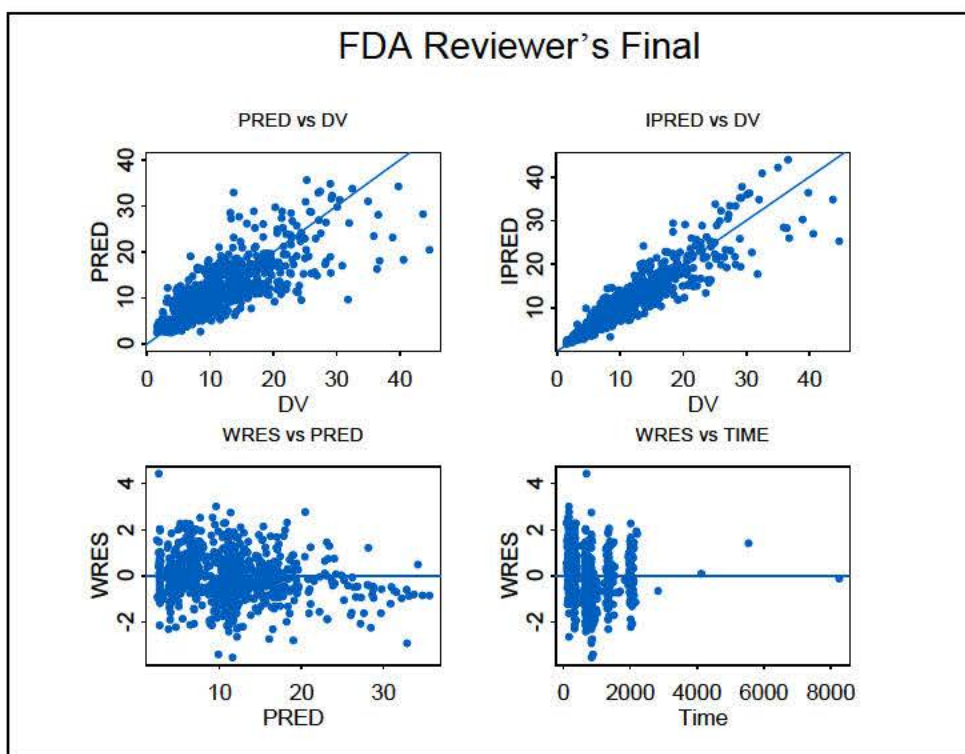 FDA Reviewer's Final
PRED vs DV
PRED
0 10 20 30 40
0 10 20 30 40
DV
IPRED vs DV
IPRED
10 20 30 40
0 10 20 30 40
DV
WRES vs PRED
WRES
-2 0 2 4
10 20 30
PRED
WRES vs TIME
WRES
-2 0 2 4
0 2000 4000 6000 8000
Time